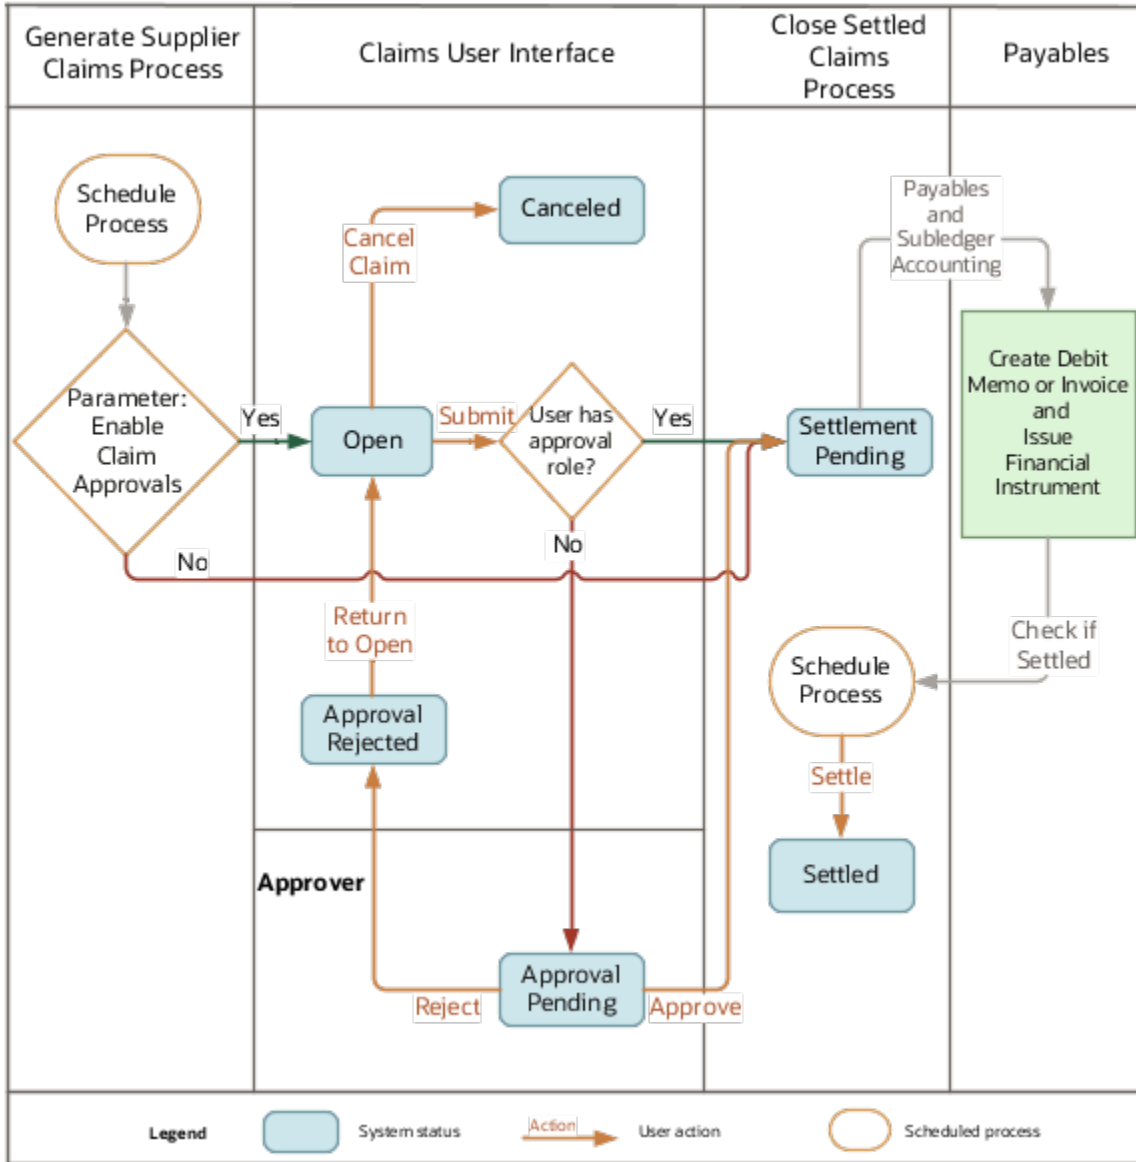 Generate Supplier
Claims Process
Claims User Interface
Close Settled
Claims
Process
Payables
Schedule
Process
Canceled
Payables
and
Subledger
Accounting
Cancel
Claim
Parameter:
Enable
Claim
Approvals
Yes
Open
Submit
User has
approval
role?
Yes
Settlement
Pending
Create Debit
Memo or Invoice
and
Issue
Financial
Instrument
No
No
Return
to Open
Check if
Settled
Schedule
Process
Approval
Rejected
Settle
Settled
Approver
Approval
Pending
Reject
Approve
Legend
System status
Action
User action
Scheduled process